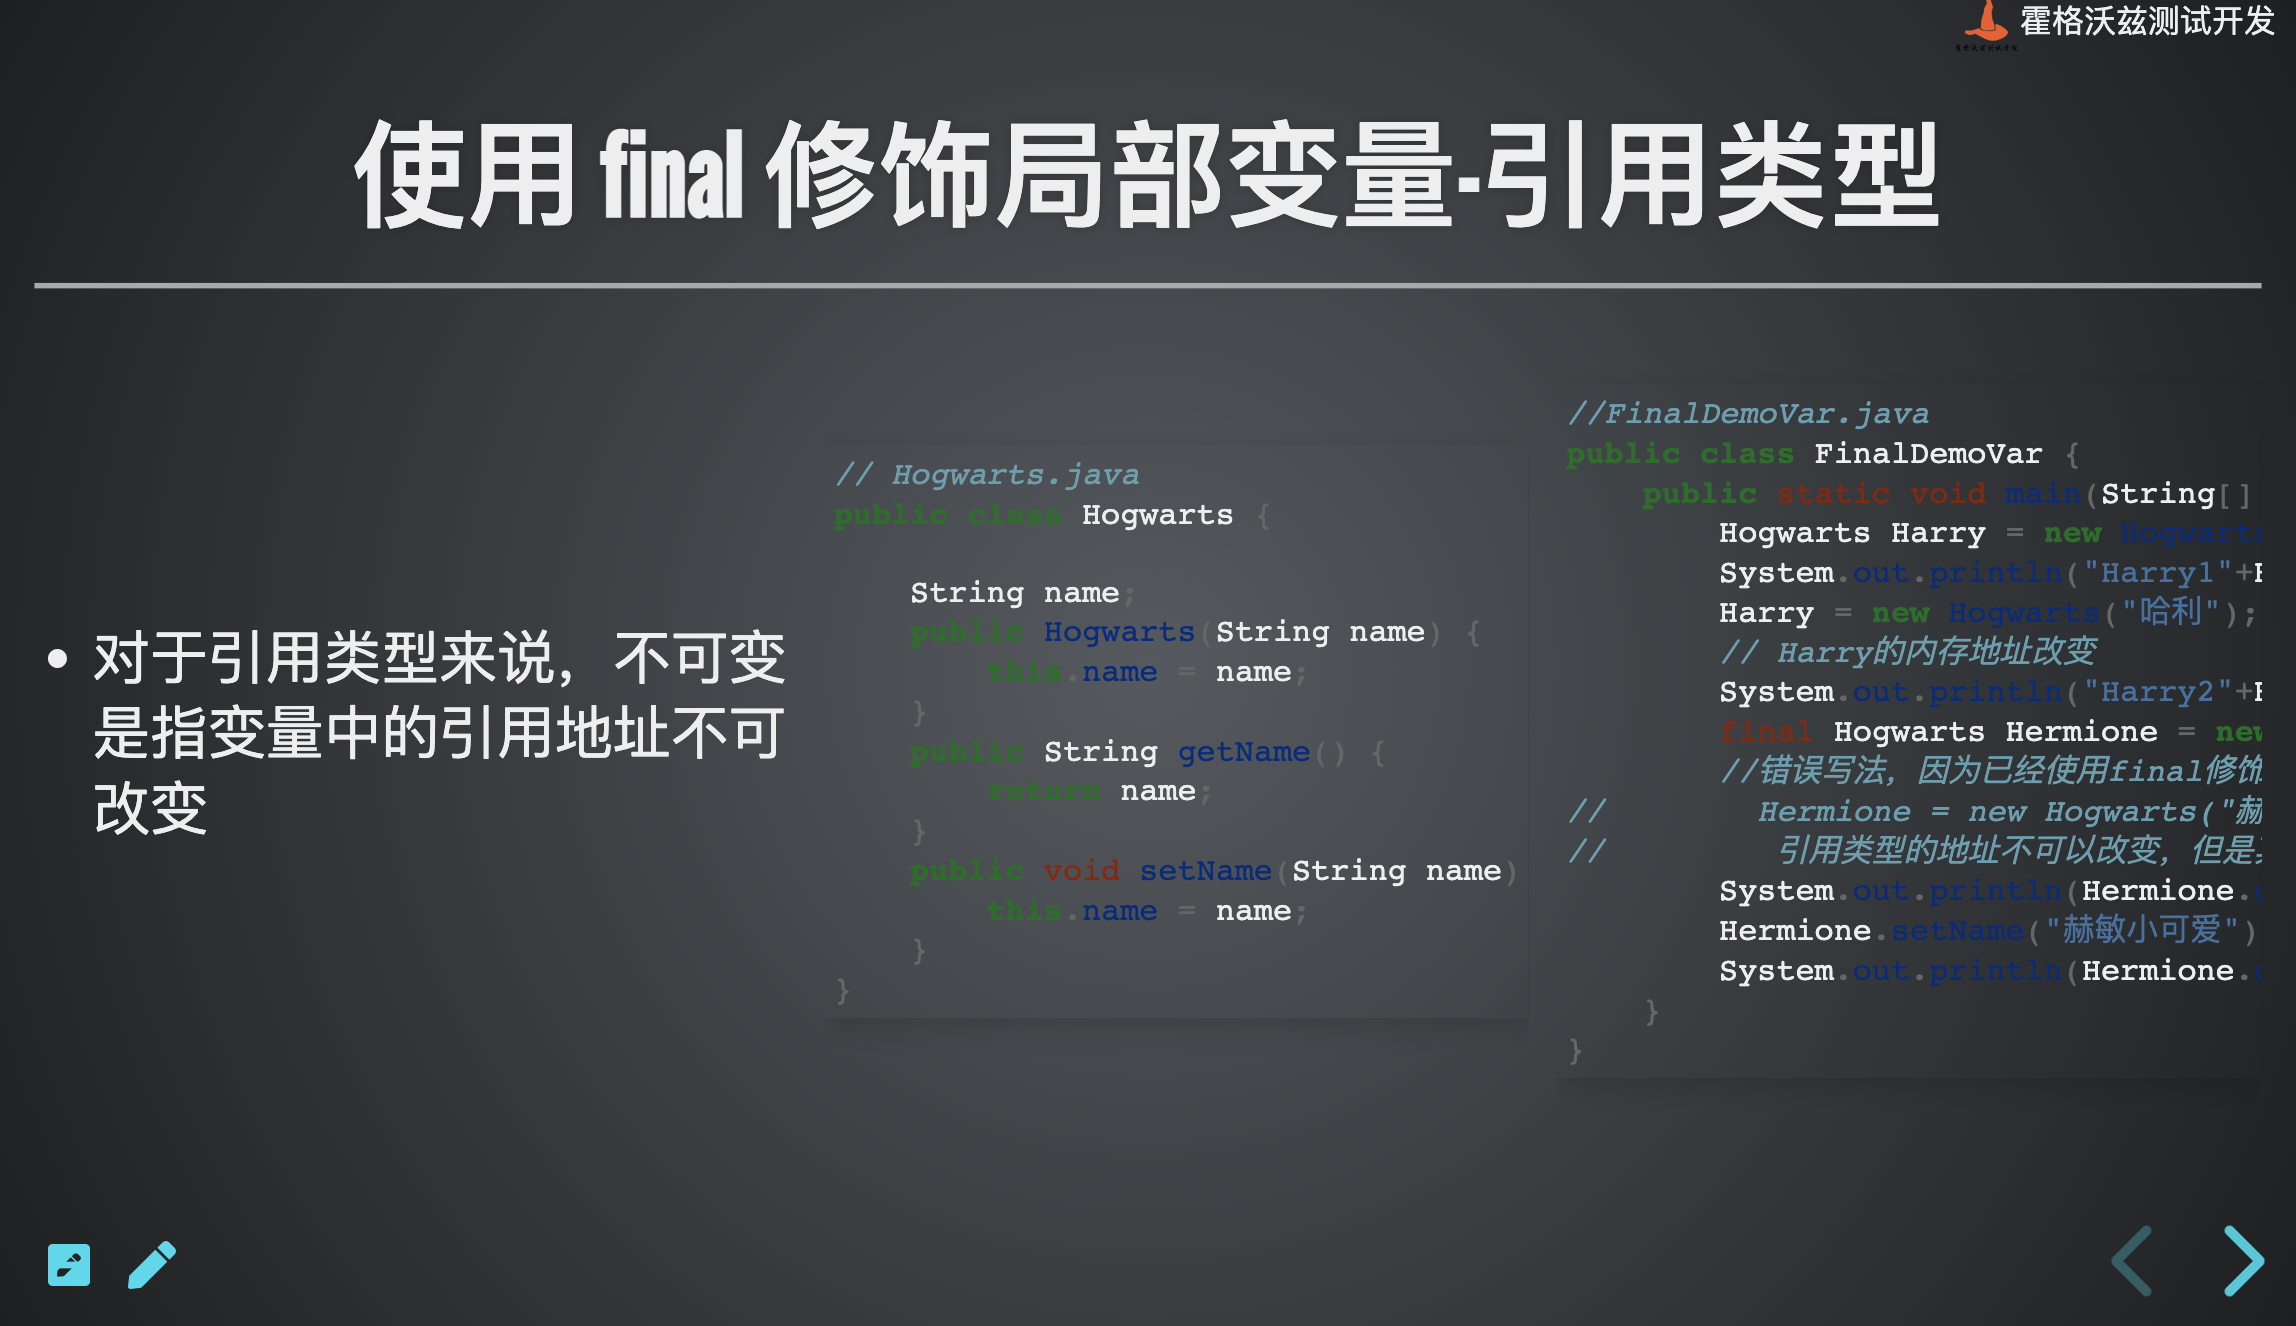 霍格沃兹测试开发
使用 final 修饰局部变量-引用类型
• 对于引用类型来说，不可变
是指变量中的引用地址不可
改变
// Hogwarts.java
public class Hogwarts {

    String name;
    public Hogwarts(String name) {
        this.name = name;
    }
    public String getName() {
        return name;
    }
    public void setName(String name)
        this.name = name;
    }
}
//FinalDemoVar.java
public class FinalDemoVar {
    public static void main(String[]
        Hogwarts Harry = new Hogwarts
        System.out.println("Harry1"+
        Harry = new Hogwarts("哈利");
        // Harry的内存地址改变
        System.out.println("Harry2"+
        final Hogwarts Hermione = new
        //错误写法，因为已经使用final修饰
//        Hermione = new Hogwarts("赫
//         引用类型的地址不可以改变，但是
        System.out.println(Hermione.
        Hermione.setName("赫敏小可爱")
        System.out.println(Hermione.
    }
}